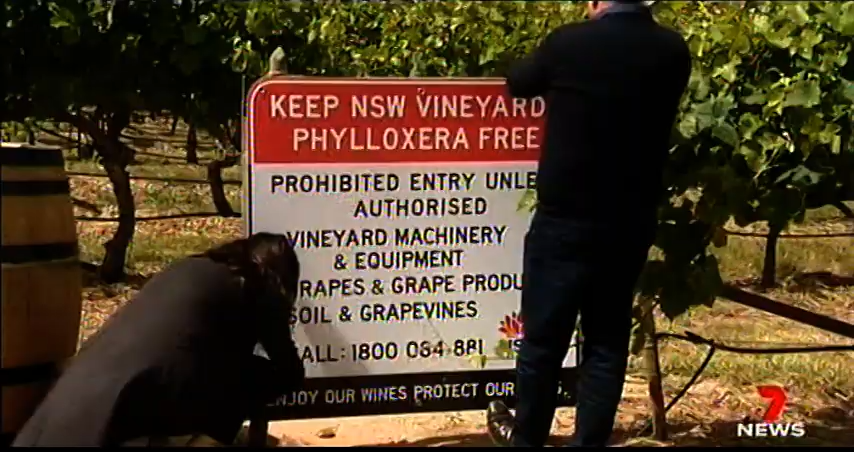 KEEP NSW VINEYARD
PHYLLOXERA FREE
PROHIBITED ENTRY UNLE
AUTHORISED
VINEYARD MACHINERY
& EQUIPMENT
RAPES & GRAPE PRODU
SOIL & GRAPEVINES
ALL: 1800 084 881
NJOY OUR WINES PROTECT OUR
7
NEWS